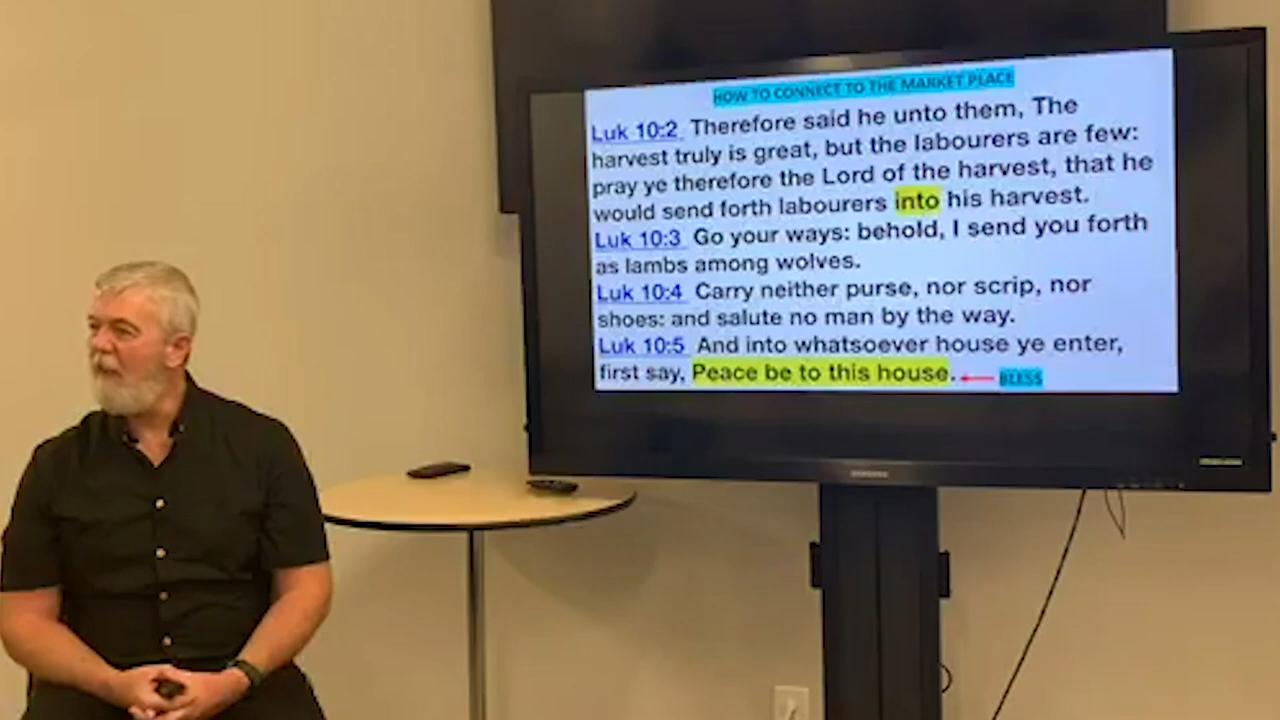 HOW TO CONNECT TO THE MARKET PLACE
Luk 10:2 Therefore said he unto them, The
harvest truly is great, but the labourers are few:
pray ye therefore the Lord of the harvest, that he
would send forth labourers into his harvest.
Luk 10:3 Go your ways: behold, I send you forth
as lambs among wolves.
Luk 10:4 Carry neither purse, nor scrip, nor
shoes: and salute no man by the way.
Luk 10:5 And into whatsoever house ye enter,
first say, Peace be to this house.
BLESS
SAMSUNG